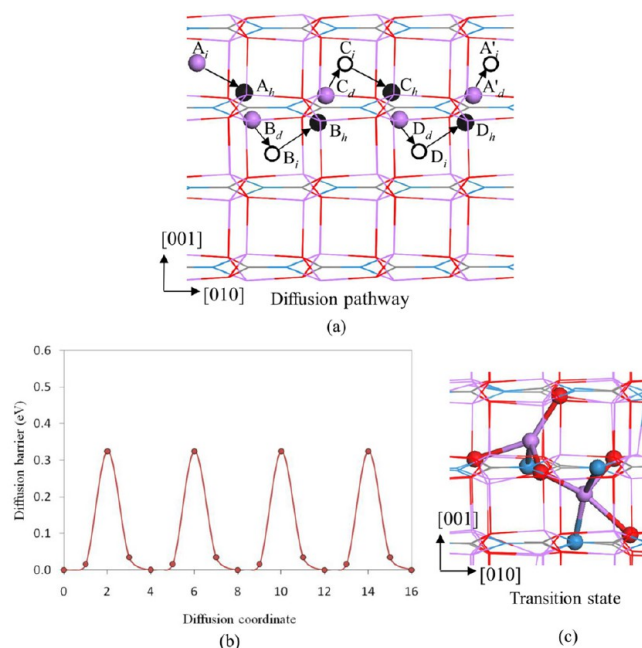 A_i
C_i
A'_i
A_h
C_d
C_h
A'_d
B_d
B_i
B_h
D_d
D_i
D_h
[001]
[010]
Diffusion pathway
(a)
Diffusion barrier (eV)
0.6
0.5
0.4
0.3
0.2
0.1
0.0
0 2 4 6 8 10 12 14 16
Diffusion coordinate
(b)
[001]
[010]
Transition state
(c)